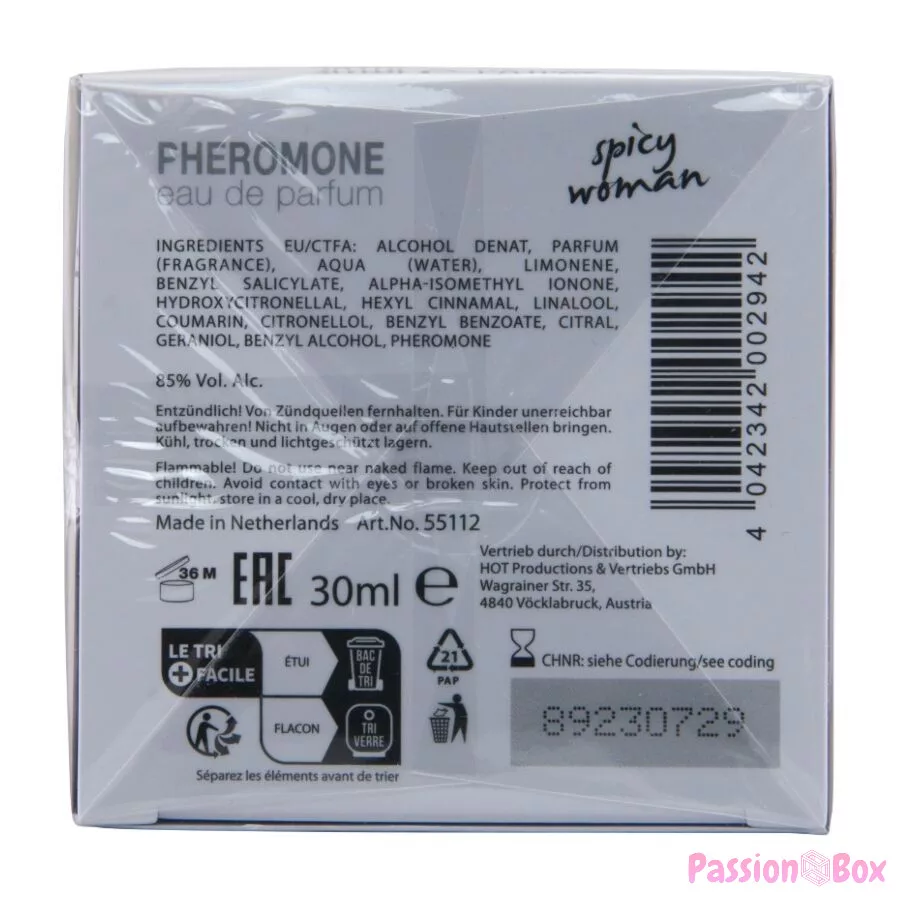 PHEROMONE
eau de parfum
spicy
woman
INGREDIENTS EU/CTFA: ALCOHOL DENAT, PARFUM
(FRAGRANCE), AQUA (WATER), LIMONENE,
BENZYL SALICYLATE, ALPHA-ISOMETHYL IONONE,
HYDROXYCITRONELLAL, HEXYL CINNAMAL, LINALOOL,
COUMARIN, CITRONELLOL, BENZYL BENZOATE, CITRAL,
GERANIOL, BENZYL ALCOHOL, PHEROMONE
85% Vol. Alc.
Entzündlich! Von Zündquellen fernhalten. Für Kinder unerreichbar
aufbewahren! Nicht in Augen oder auf offene Hautstellen bringen.
Kühl, trocken und lichtgeschützt lagern.
Flammable! Do not use near naked flame. Keep out of reach of
children. Avoid contact with eyes or broken skin. Protect from
sunlight, store in a cool, dry place.
Made in Netherlands Art.No. 55112
4 042342 002942
36 M
EAC
30ml e
Vertrieb durch/Distribution by:
HOT Productions & Vertriebs GmbH
Wagrainer Str. 35,
4840 Vöcklabruck, Austria
LE TRI
+ FACILE
ÉTUI
BAC
DE
TRI
FLACON
TRI
VERRE
Séparez les éléments avant de trier
21
PAP
CHNR: siehe Codierung/see coding
89230729
Passion Box